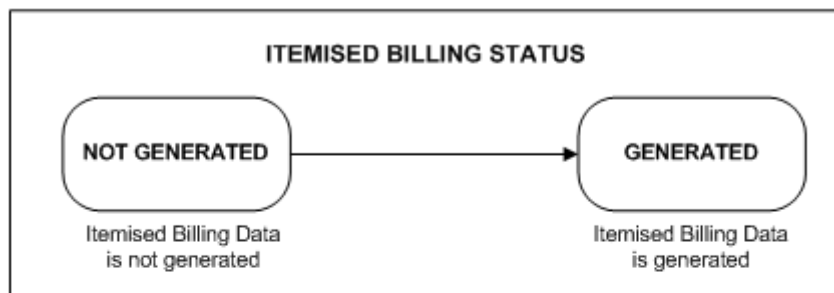 ITEMISED BILLING STATUS
NOT GENERATED
GENERATED
Itemised Billing Data
is not generated
Itemised Billing Data
is generated